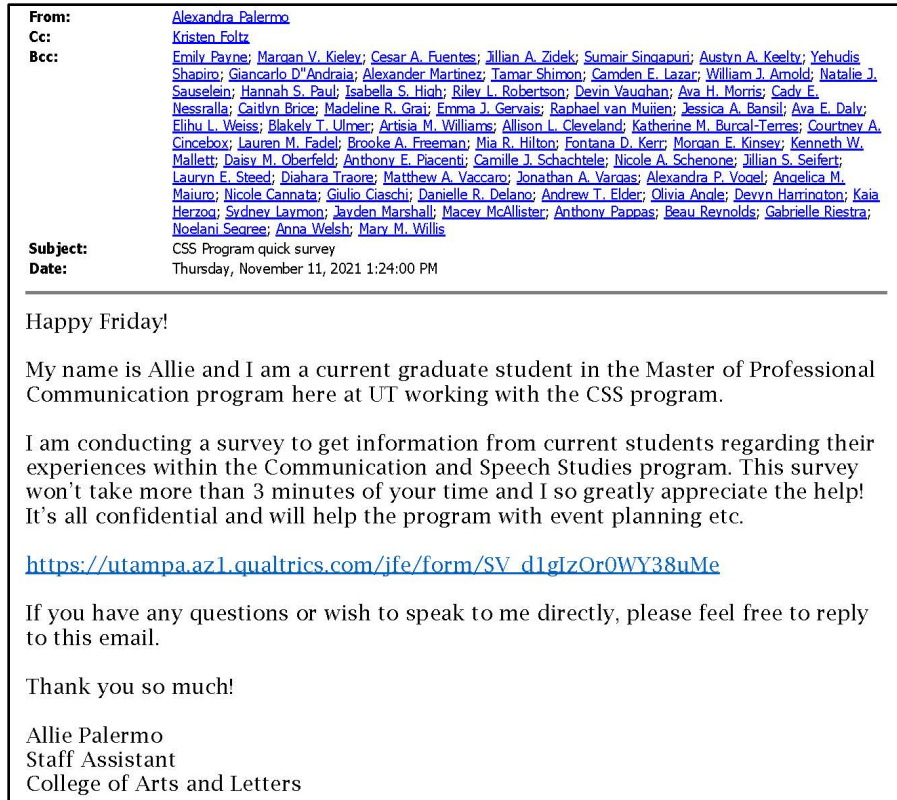 From: Alexandra Palermo
Cc: Kristen Foltz
Bcc: Emily Payne; Margan V. Kieley; Cesar A. Fuentes; Jillian A. Zidek; Sumair Singapuri; Austyn A. Keelty; Yehudis
Shapiro; Giancarlo D"Andraia; Alexander Martinez; Tamar Shimon; Camden E. Lazar; William J. Arnold; Natalie J.
Sauselein; Hannah S. Paul; Isabella S. High; Riley L. Robertson; Devin Vaughan; Ava H. Morris; Cady E.
Nessralla; Caitlyn Brice; Madeline R. Graj; Emma J. Gervais; Raphael van Muijen; Jessica A. Bansil; Ava E. Daly;
Elihu L. Weiss; Blakely T. Ulmer; Artisia M. Williams; Allison L. Cleveland; Katherine M. Burcal-Terres; Courtney A.
Cincebox; Lauren M. Fadel; Brooke A. Freeman; Mia R. Hilton; Fontana D. Kerr; Morgan E. Kinsey; Kenneth W.
Mallett; Daisy M. Oberfeld; Anthony E. Piacenti; Camille J. Schachtele; Nicole A. Schenone; Jillian S. Seifert;
Lauryn E. Steed; Diahara Traore; Matthew A. Vaccaro; Jonathan A. Vargas; Alexandra P. Vogel; Angelica M.
Maiuro; Nicole Cannata; Giulio Ciaschi; Danielle R. Delano; Andrew T. Elder; Olivia Angle; Devyn Harrington; Kaia
Herzog; Sydney Laymon; Jayden Marshall; Macey McAllister; Anthony Pappas; Beau Reynolds; Gabrielle Riestra;
Noelani Segree; Anna Welsh; Mary M. Willis
Subject: CSS Program quick survey
Date: Thursday, November 11, 2021 1:24:00 PM
Happy Friday!
My name is Allie and I am a current graduate student in the Master of Professional
Communication program here at UT working with the CSS program.
I am conducting a survey to get information from current students regarding their
experiences within the Communication and Speech Studies program. This survey
won't take more than 3 minutes of your time and I so greatly appreciate the help!
It's all confidential and will help the program with event planning etc.
https://utampa.az1.qualtrics.com/jfe/form/SV_d1gIzOr0WY38uMe
If you have any questions or wish to speak to me directly, please feel free to reply
to this email.
Thank you so much!
Allie Palermo
Staff Assistant
College of Arts and Letters